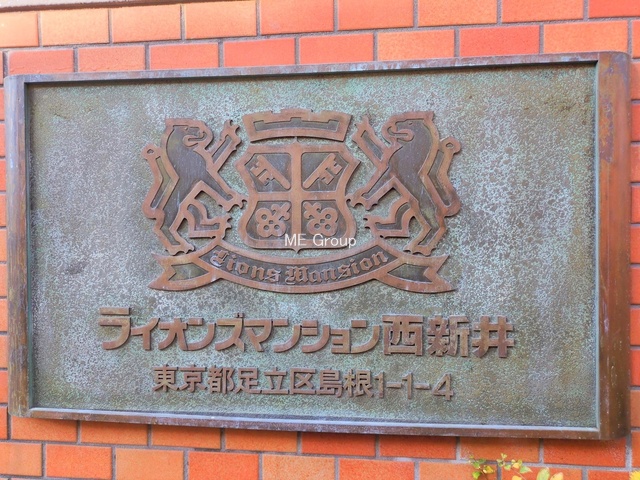 ME Group
Lions Mansion
ライオンズマンション西新井
東京都足立区島根1-1-4